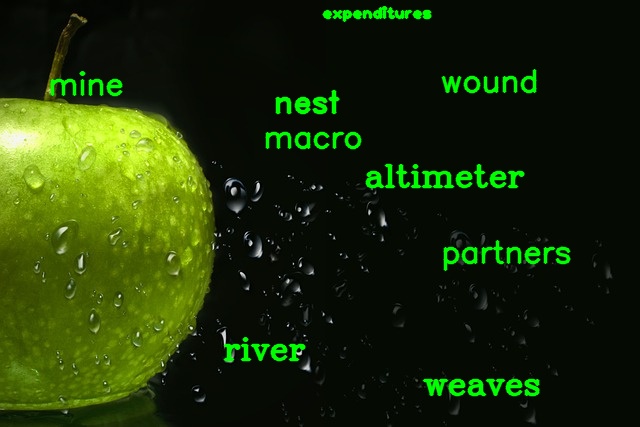 expenditures
mine
wound
nest
macro
altimeter
partners
river
weaves